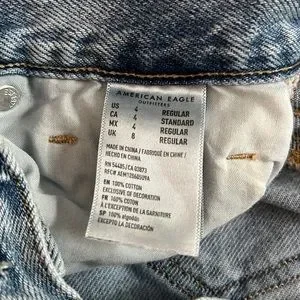 AMERICAN EAGLE
OUTFITTERS
US 4 REGULAR
CA 4 STANDARD
MX 4 REGULAR
UK 8 REGULAR
MADE IN CHINA / FABRIQUÉ EN CHINE /
HECHO EN CHINA
RN 54485/CA 03873
EN 100% COTTON
EXCLUSIVE OF DECORATION
FR 100% COTON
À L'EXCEPTION DE LA GARNITURE
SP 100% algodón
EXCEPTO LA DECORACIÓN